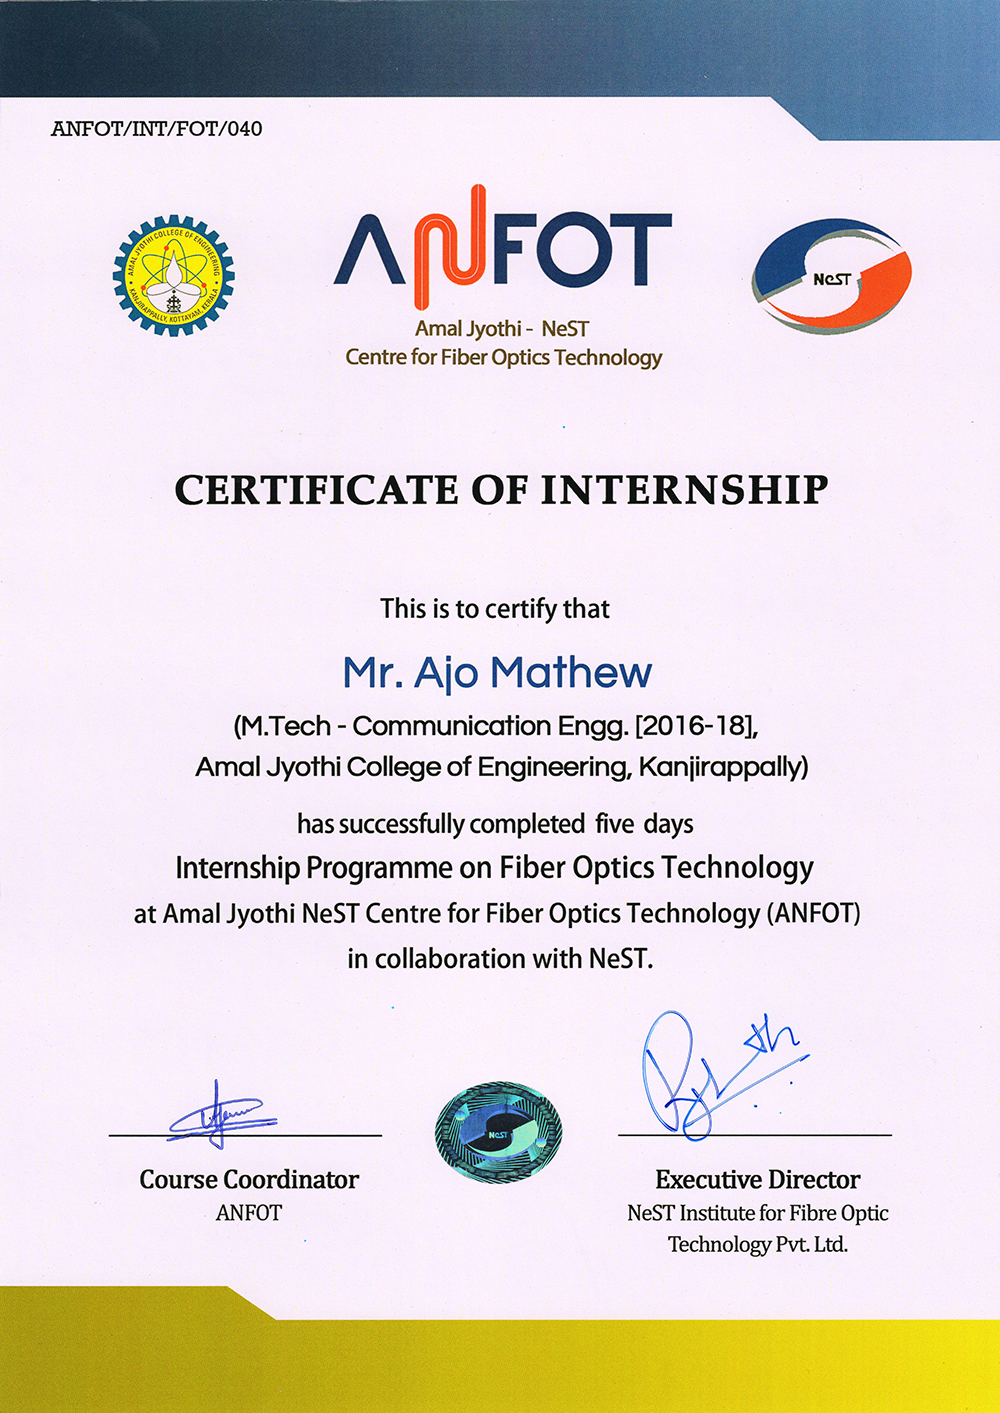 ANFOT/INT/FOT/040
AMAL JYOTHI COLLEGE OF ENGINEERING
KANJIRAPPALLY, KOTTAYAM, KERALA
ANFOT
Amal Jyothi - NeST
Centre for Fiber Optics Technology
NeST
CERTIFICATE OF INTERNSHIP
This is to certify that
Mr. Ajo Mathew
(M.Tech - Communication Engg. [2016-18],
Amal Jyothi College of Engineering, Kanjirappally)
has successfully completed five days
Internship Programme on Fiber Optics Technology
at Amal Jyothi NeST Centre for Fiber Optics Technology (ANFOT)
in collaboration with NeST.
NeST
Course Coordinator
ANFOT
Executive Director
NeST Institute for Fibre Optic
Technology Pvt. Ltd.